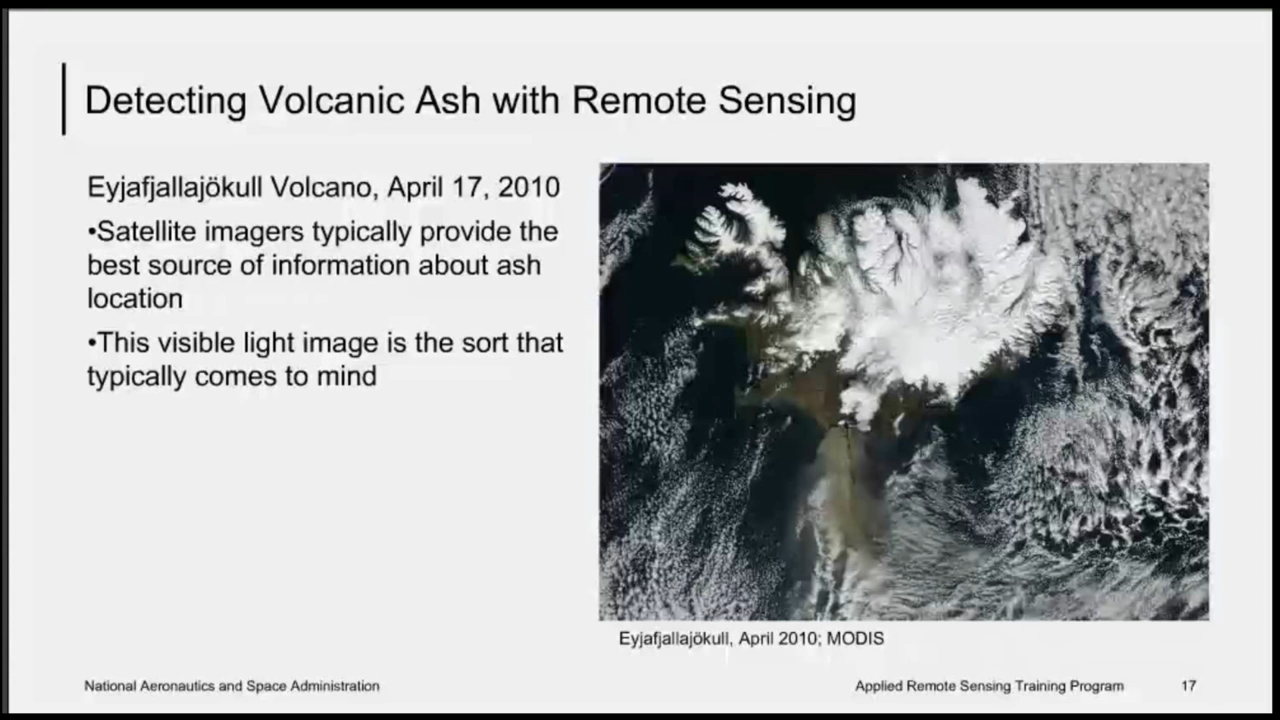 Detecting Volcanic Ash with Remote Sensing
Eyjafjallajökull Volcano, April 17, 2010
•Satellite imagers typically provide the
best source of information about ash
location
•This visible light image is the sort that
typically comes to mind
Eyjafjallajökull, April 2010; MODIS
National Aeronautics and Space Administration
Applied Remote Sensing Training Program
17